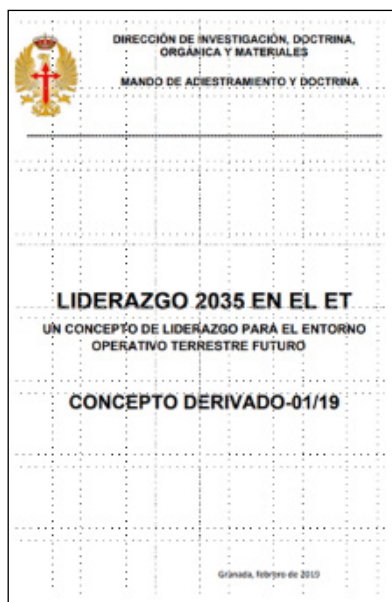 DIRECCIÓN DE INVESTIGACIÓN, DOCTRINA,
ORGÁNICA Y MATERIALES
MANDO DE ADIESTRAMIENTO Y DOCTRINA
LIDERAZGO 2035 EN EL ET
UN CONCEPTO DE LIDERAZGO PARA EL ENTORNO
OPERATIVO TERRESTRE FUTURO
CONCEPTO DERIVADO-01/19
Granada, febrero de 2019